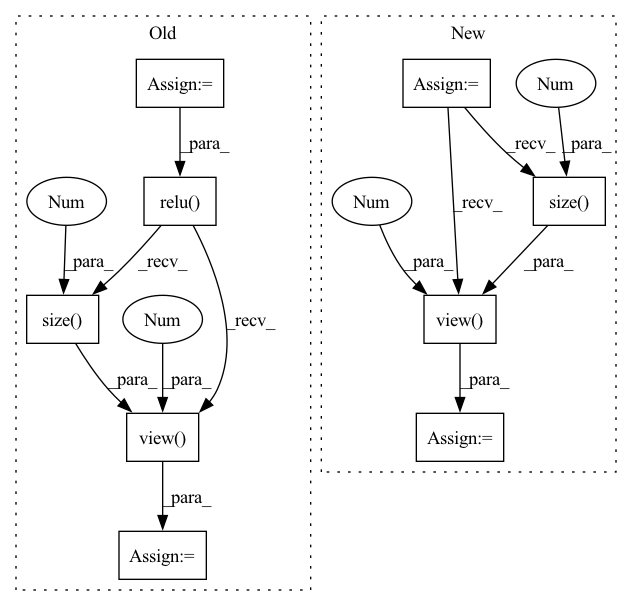 Old
New
Assign:=
Assign:=
Num
_para_
_recv_
_para_
Num
relu()
Num
size()
_para_
_recv_
_recv_
_para_
_para_
size()
Num
_recv_
view()
_para_
_para_
_para_
view()
Assign:=
_para_
Assign:=